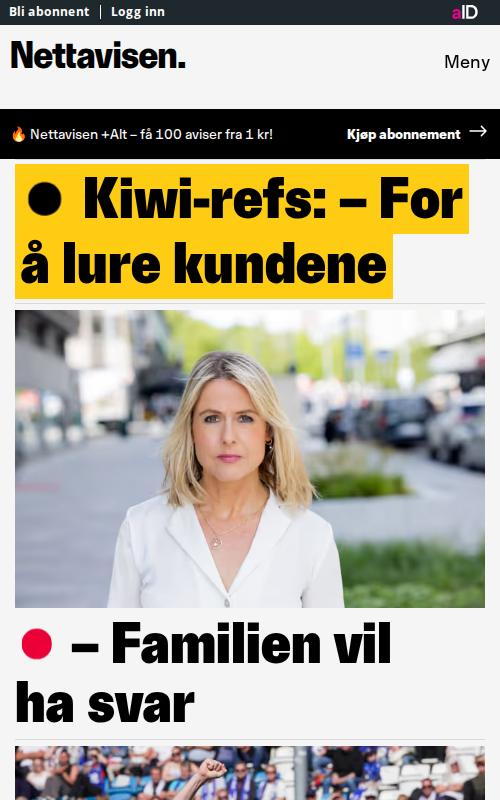 Bli abonnent | Logg inn
aID
Nettavisen.
Meny
🔥 Nettavisen +Alt – få 100 aviser fra 1 kr!
Kjøp abonnement →
● Kiwi-refs: – For
å lure kundene
● – Familien vil
ha svar